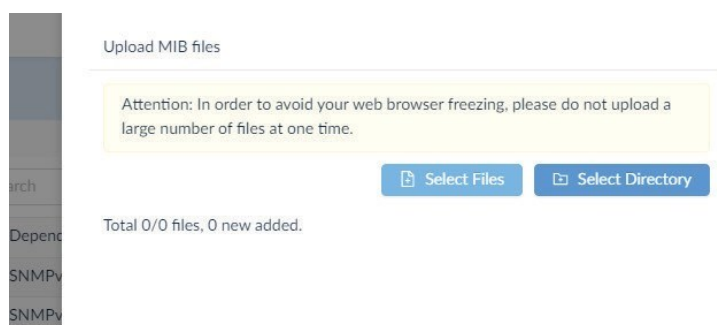 Upload MIB files
Attention: In order to avoid your web browser freezing, please do not upload a
large number of files at one time.
Select Files
Select Directory
arch
Total 0/0 files, 0 new added.
Depend
SNMPv
SNMPv